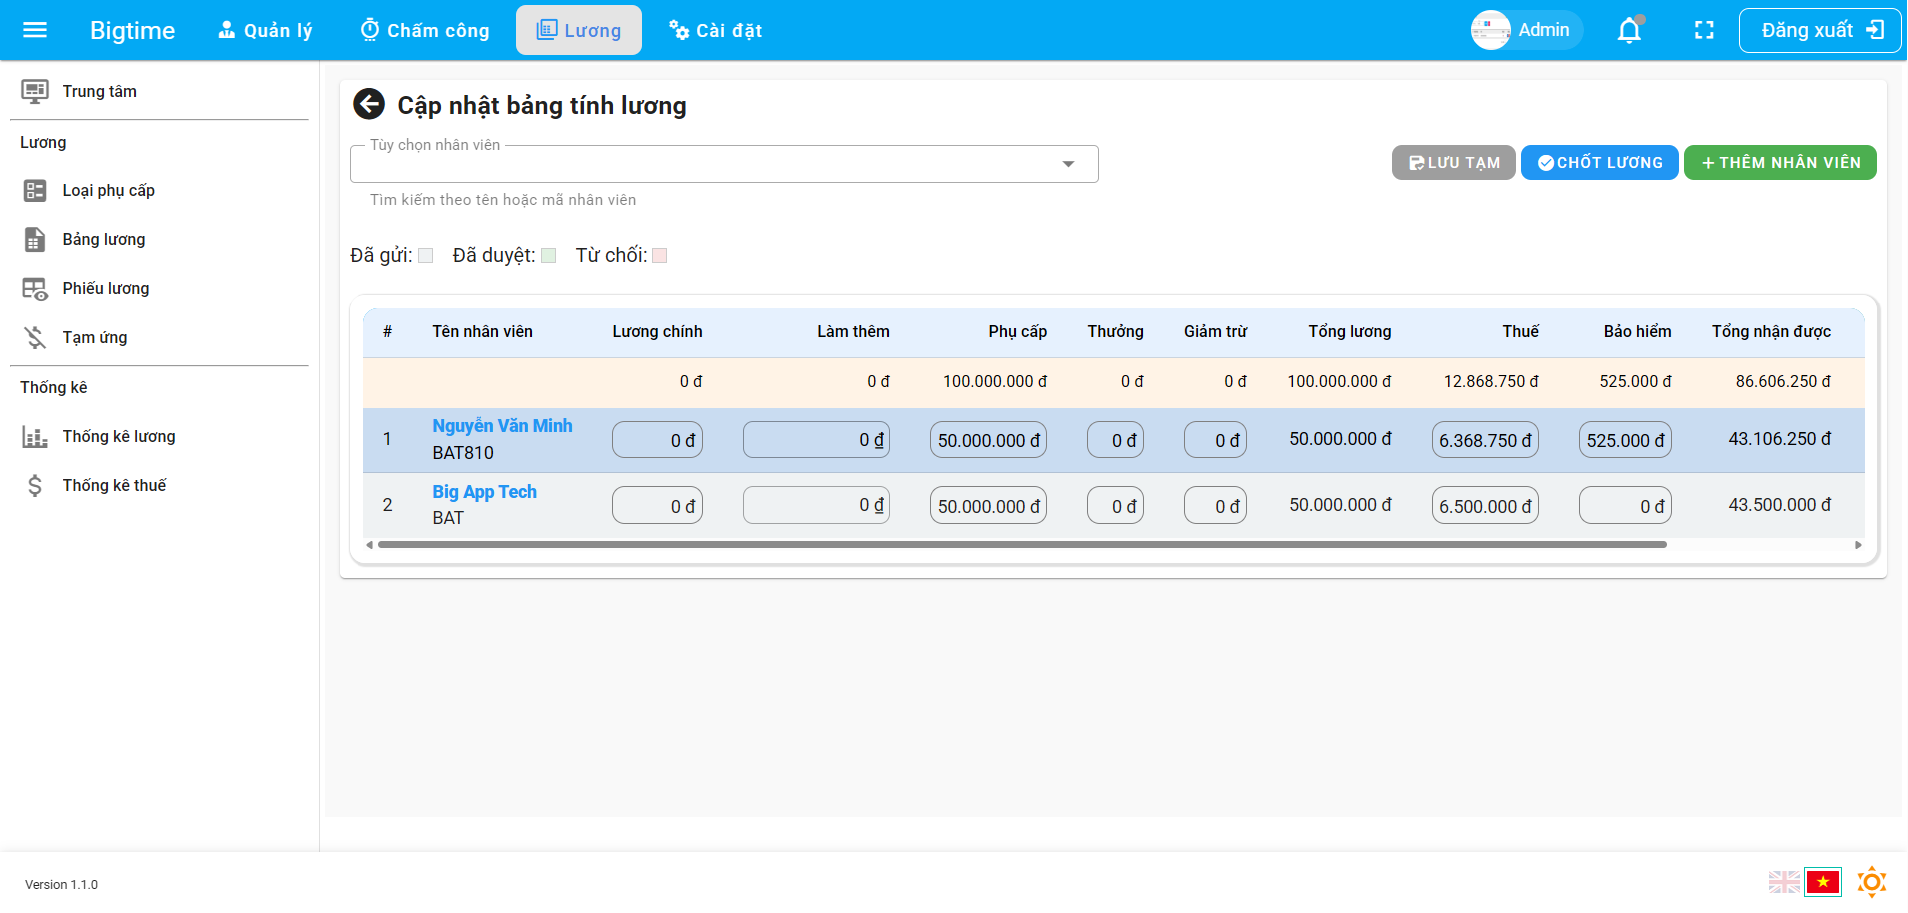 Bigtime Quản lý Chấm công Lương Cài đặt Admin Đăng xuất
Trung tâm
Lương
Loại phụ cấp
Bảng lương
Phiếu lương
Tạm ứng
Thống kê
Thống kê lương
Thống kê thuế
Cập nhật bảng tính lương
Tùy chọn nhân viên
Tìm kiếm theo tên hoặc mã nhân viên
LƯU TẠM CHỐT LƯƠNG + THÊM NHÂN VIÊN
Đã gửi: Đã duyệt: Từ chối:
# Tên nhân viên Lương chính Làm thêm Phụ cấp Thưởng Giảm trừ Tổng lương Thuế Bảo hiểm Tổng nhận được
0 đ 0 đ 100.000.000 đ 0 đ 0 đ 100.000.000 đ 12.868.750 đ 525.000 đ 86.606.250 đ
1 Nguyễn Văn Minh 0 đ 0 ₫ 50.000.000 đ 0 đ 0 đ 50.000.000 đ 6.368.750 đ 525.000 đ 43.106.250 đ
BAT810
2 Big App Tech 0 đ 0 ₫ 50.000.000 đ 0 đ 0 đ 50.000.000 đ 6.500.000 đ 0 đ 43.500.000 đ
BAT
Version 1.1.0